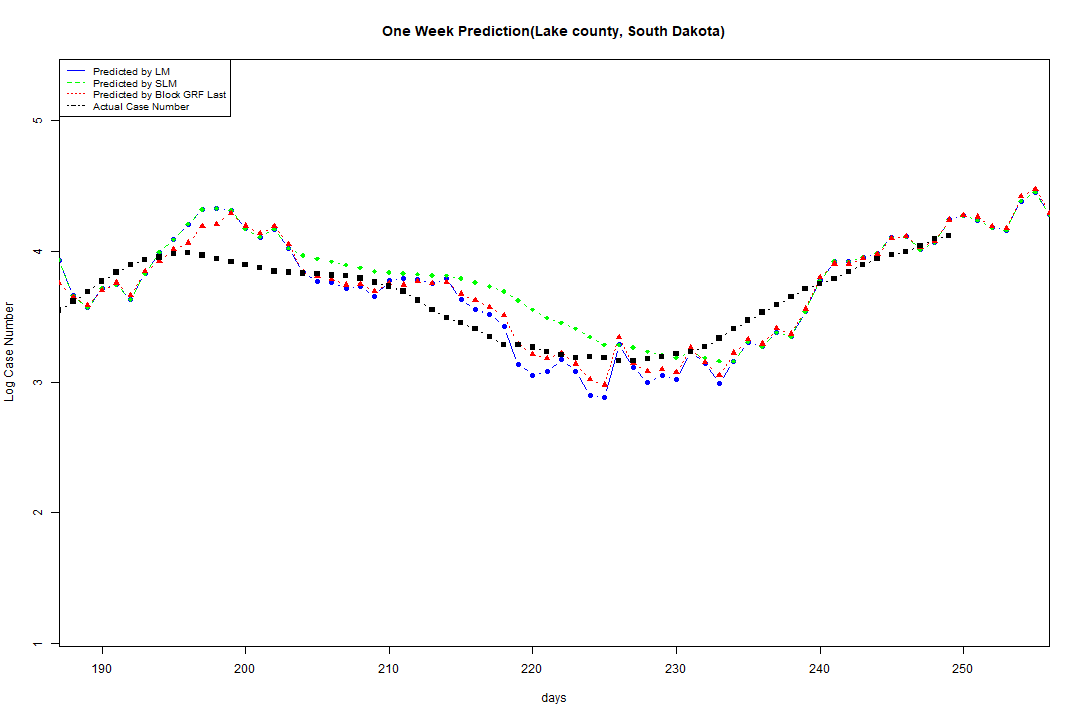 One Week Prediction(Lake county, South Dakota)
Predicted by LM
Predicted by SLM
Predicted by Block GRF Last
Actual Case Number
5
4
3
2
1
Log Case Number
190 200 210 220 230 240 250
days